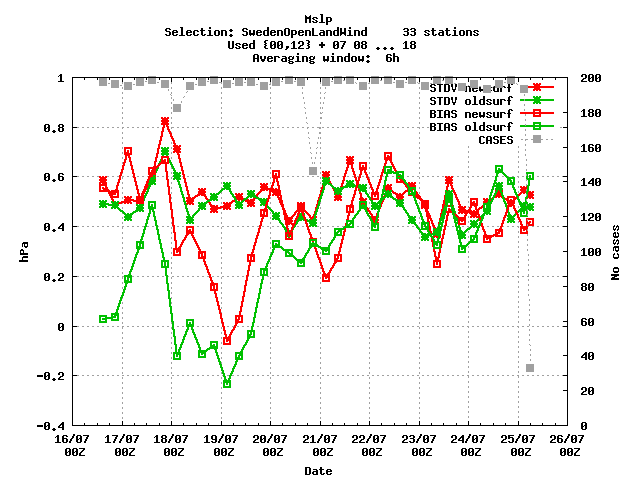 Mslp
Selection: SwedenOpenLandWind 33 stations
Used {00,12} + 07 08 ... 18
Averaging window: 6h
STDV newsurf
STDV oldsurf
BIAS newsurf
BIAS oldsurf
CASES
1
0,8
0,6
0,4
0,2
0
-0,2
-0,4
hPa
200
180
160
140
120
100
80
60
40
20
0
No cases
16/07 17/07 18/07 19/07 20/07 21/07 22/07 23/07 24/07 25/07 26/07
00Z 00Z 00Z 00Z 00Z 00Z 00Z 00Z 00Z 00Z 00Z
Date